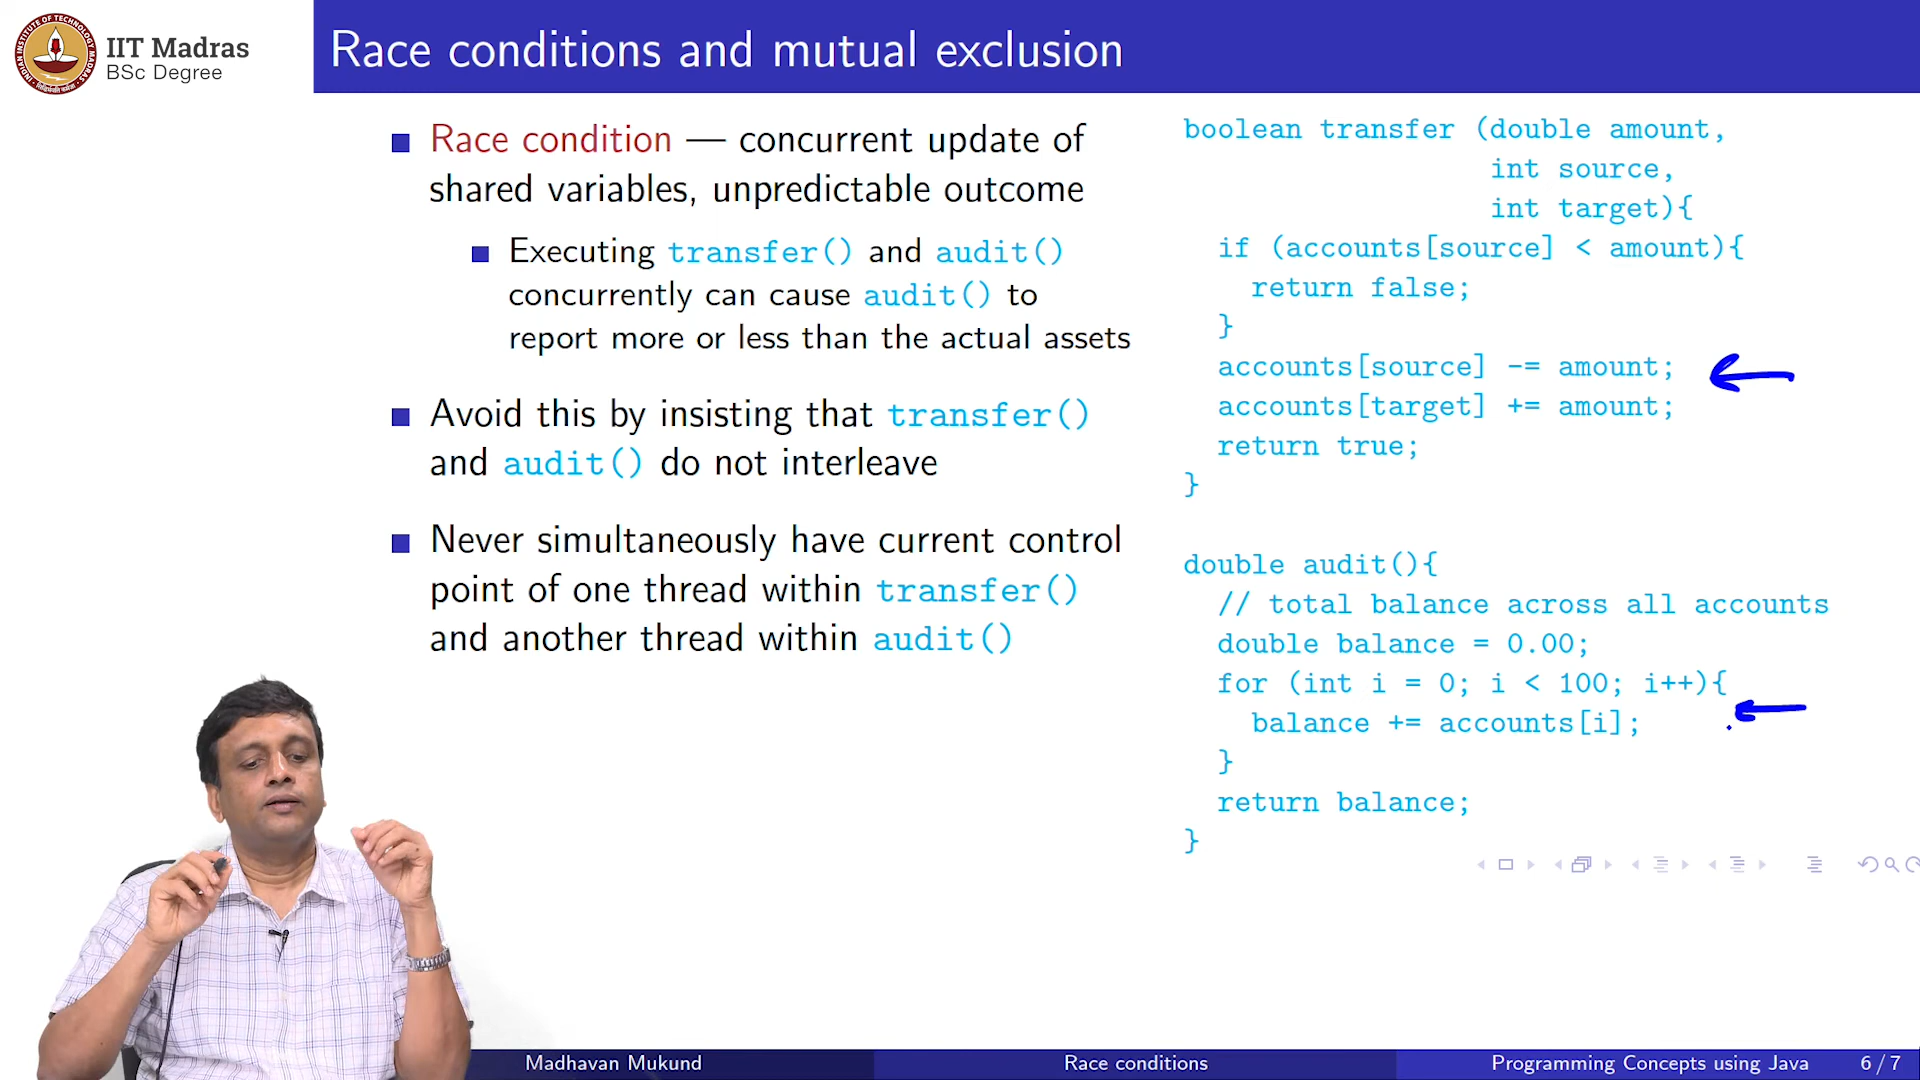 IIT Madras
BSc Degree
Race conditions and mutual exclusion
Race condition — concurrent update of
shared variables, unpredictable outcome
Executing transfer() and audit()
concurrently can cause audit() to
report more or less than the actual assets
Avoid this by insisting that transfer()
and audit() do not interleave
Never simultaneously have current control
point of one thread within transfer()
and another thread within audit()
boolean transfer (double amount,
int source,
int target){
if (accounts[source] < amount){
return false;
}
accounts[source] -= amount;
accounts[target] += amount;
return true;
}
double audit(){
// total balance across all accounts
double balance = 0.00;
for (int i = 0; i < 100; i++){
balance += accounts[i];
}
return balance;
}
Madhavan Mukund
Race conditions
Programming Concepts using Java
6 / 7